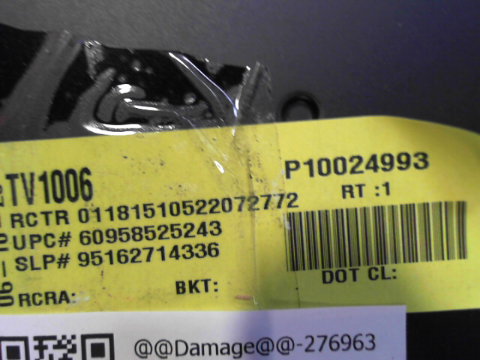 TV1006
P10024993
RCTR 01181510522072772
RT :1
UPC# 60958525243
SLP# 95162714336
BKT:
DOT CL:
RCRA:
@@Damage@@-276963